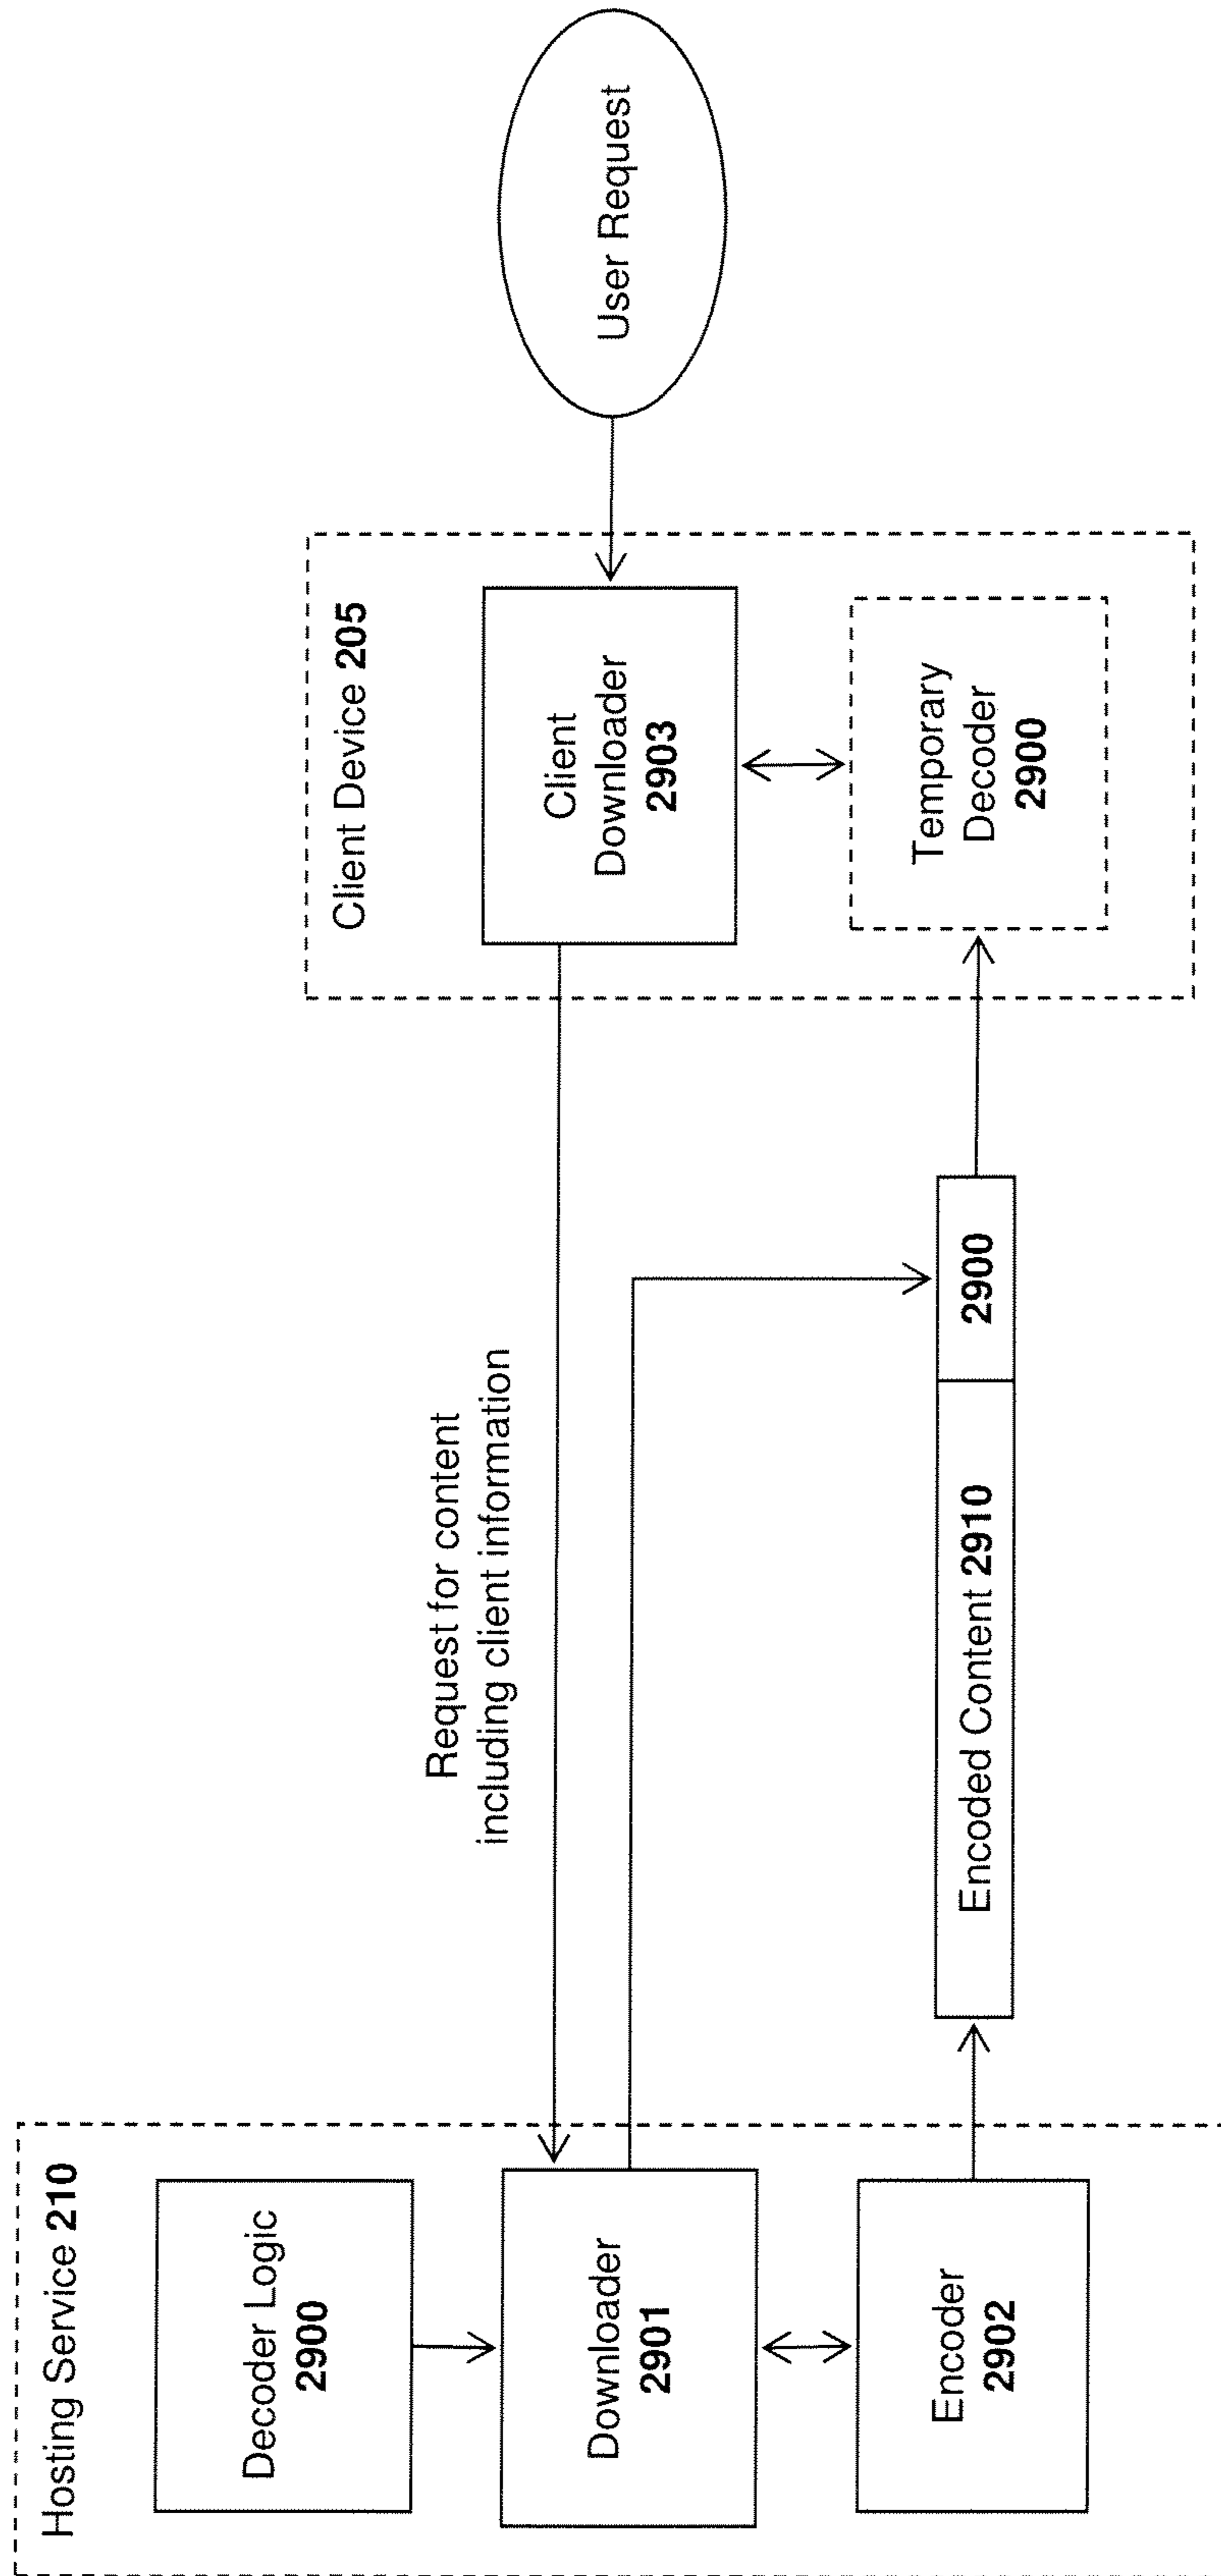 Hosting Service 210
Decoder Logic
2900
Downloader
2901
Encoder
2902
Request for content
including client information
Encoded Content 2910
2900
Client Device 205
Client
Downloader
2903
Temporary
Decoder
2900
User Request